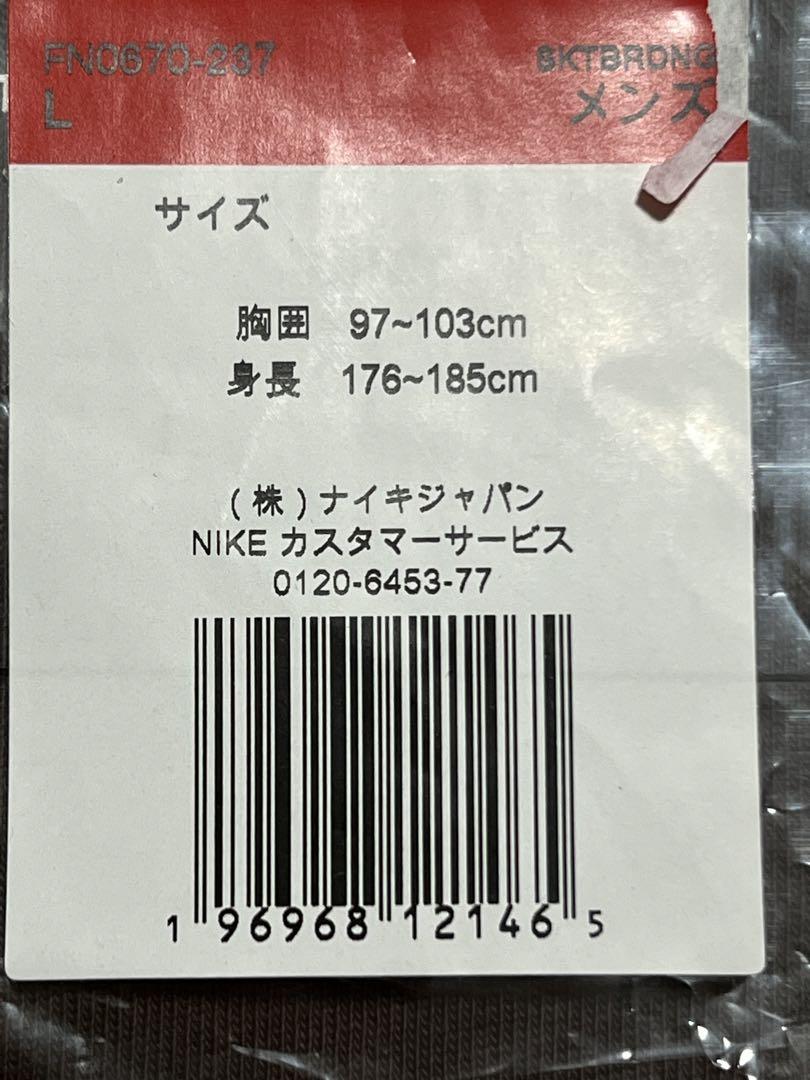 FN0670-237 SKTBRDNG
L メンズ
サイズ
胸囲 97~103cm
身長 176~185cm
(株)ナイキジャパン
NIKE カスタマーサービス
0120-6453-77
1 96968 12146 5